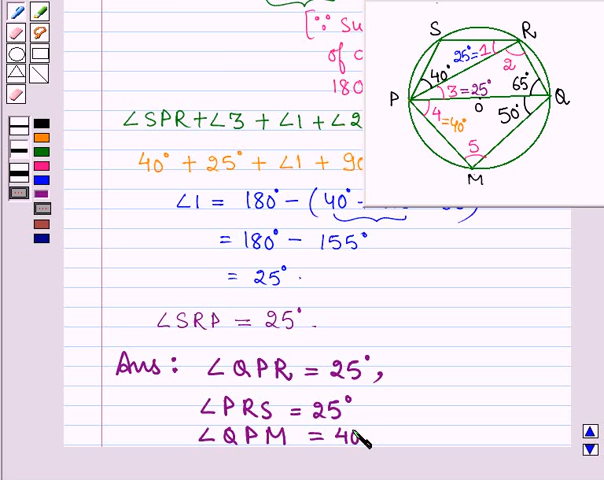 [∵ Su
of c
180
∠SPR + ∠3 + ∠1 + ∠2
40° + 25° + ∠1 + 90
∠1 = 180° - (40°
= 180° - 155°
= 25°.
∠SRP = 25°.
Ans: ∠QPR = 25°,
∠PRS = 25°
∠QPM = 40
S
R
25°=1
2
40°
3=25°
65°
P
O
Q
4=40°
50°
5
M